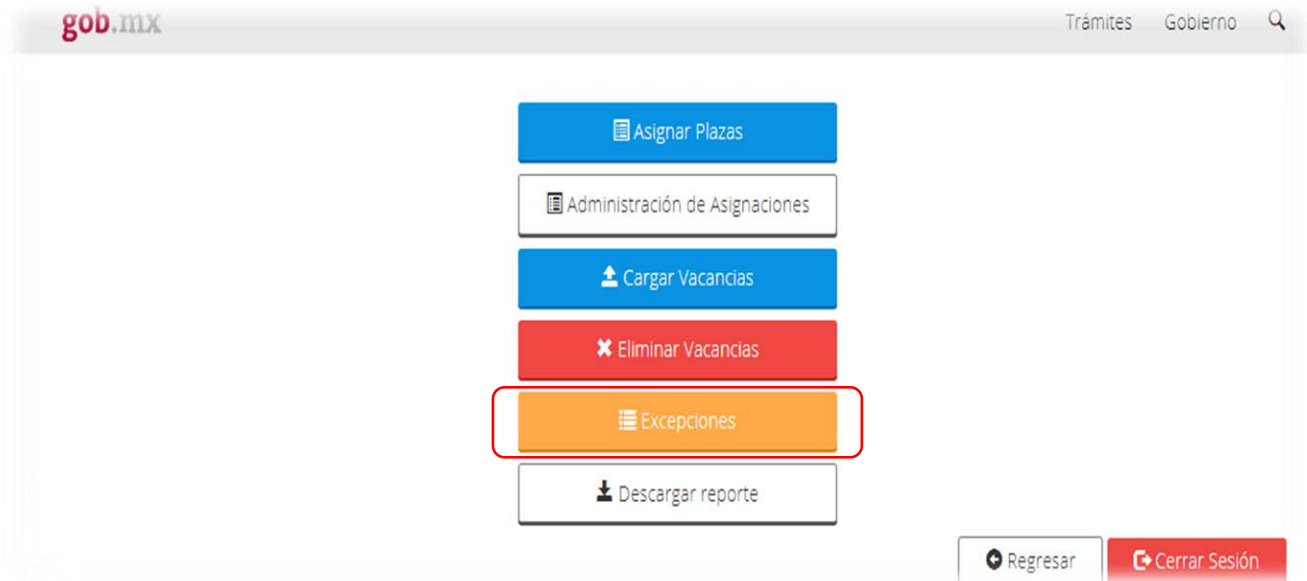 gob.mx Trámites Gobierno
Asignar Plazas
Administración de Asignaciones
Cargar Vacancias
Eliminar Vacancias
Excepciones
Descargar reporte
Regresar Cerrar Sesión